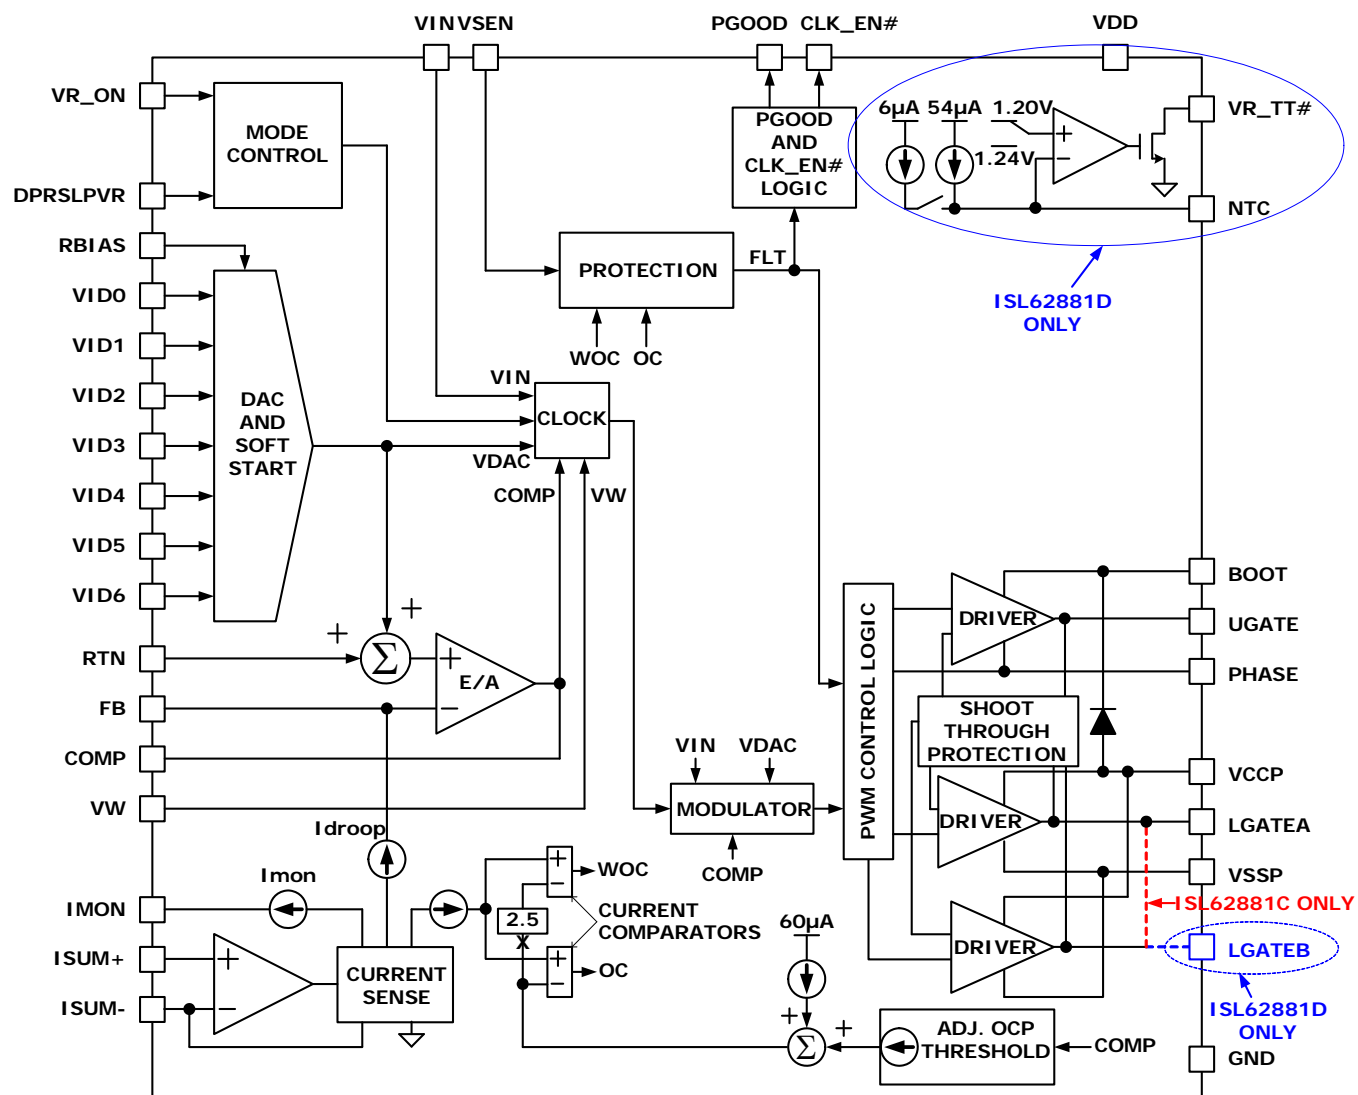 VIN VSEN PGOOD CLK_EN# VDD
VR_ON
MODE
CONTROL
DPRSLPVR
RBIAS
VID0
VID1
VID2
VID3
VID4
VID5
VID6
DAC
AND
SOFT
START
RTN
FB
COMP
VW
PGOOD
AND
CLK_EN#
LOGIC
6µA 54µA 1.20V
1.24V
+
−
VR_TT#
NTC
ISL62881D
ONLY
PROTECTION
FLT
WOC OC
VIN
CLOCK
VDAC
COMP VW
+
+
Σ
+
E/A
−
PWM CONTROL LOGIC
DRIVER
SHOOT
THROUGH
PROTECTION
DRIVER
DRIVER
BOOT
UGATE
PHASE
VCCP
LGATEA
VSSP
ISL62881C ONLY
LGATEB
ISL62881D
ONLY
GND
VIN VDAC
MODULATOR
COMP
Idroop
Imon
IMON
ISUM+
ISUM-
+
−
CURRENT
SENSE
+
−
WOC
2.5
X
CURRENT
COMPARATORS
+
−
OC
60µA
+
+
Σ
ADJ. OCP
THRESHOLD
COMP